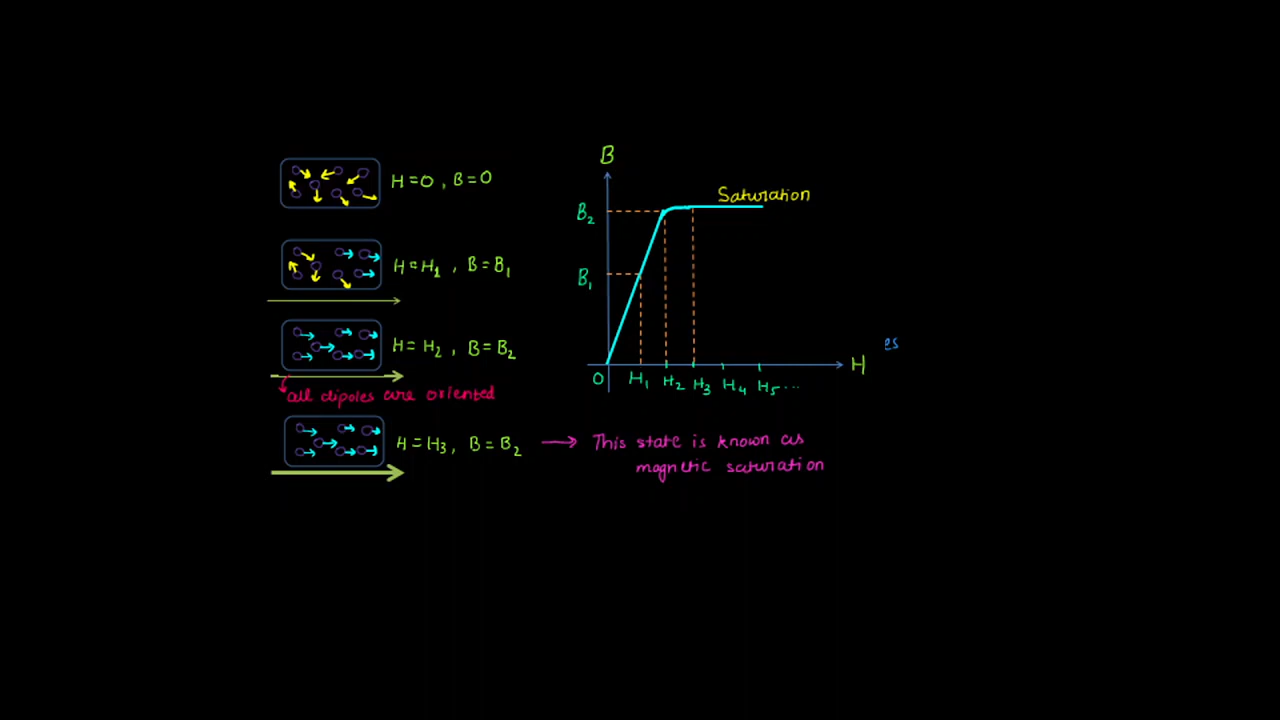 H=0, B=0
H=H₁, B=B₁
H=H₂, B=B₂
all dipoles are oriented
H=H₃, B=B₂ → This state is known as
magnetic saturation
B
Saturation
B₂
B₁
0 H₁ H₂ H₃ H₄ H₅...
H
es